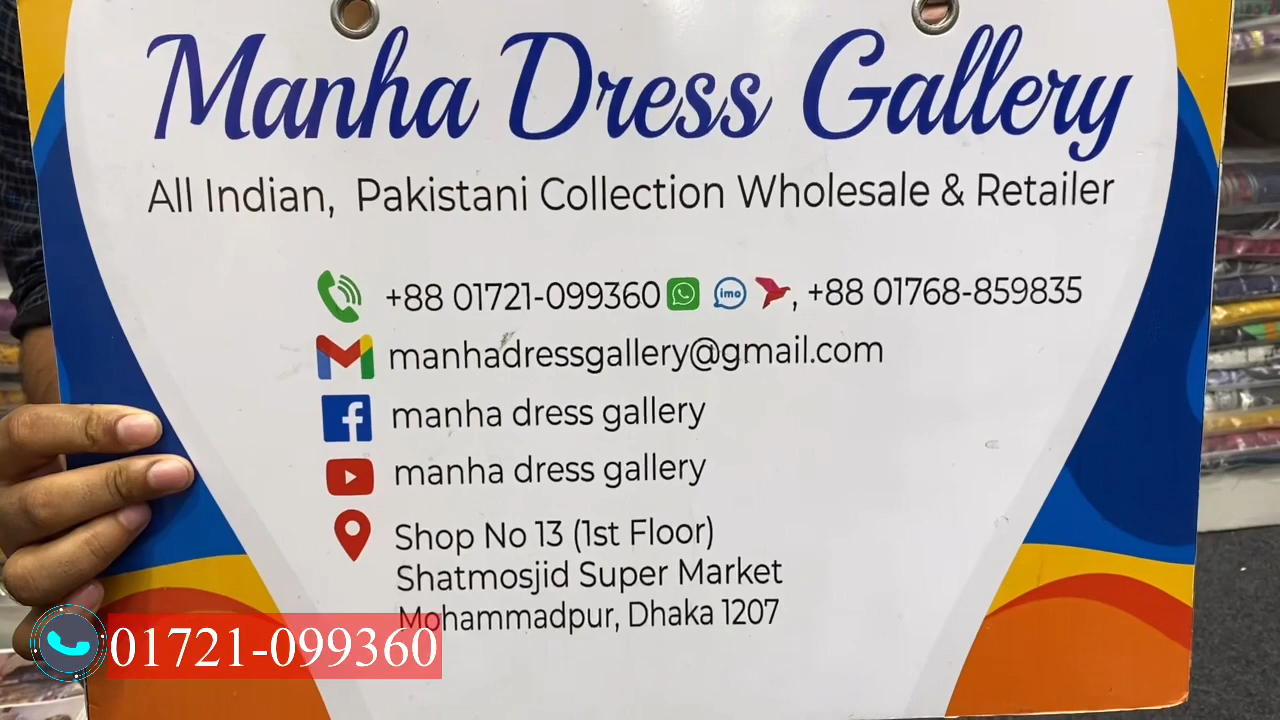 Manha Dress Gallery
All Indian, Pakistani Collection Wholesale & Retailer
+88 01721-099360 imo, +88 01768-859835
manhadressgallery@gmail.com
manha dress gallery
manha dress gallery
Shop No 13 (1st Floor)
Shatmosjid Super Market
Mohammadpur, Dhaka 1207
01721-099360